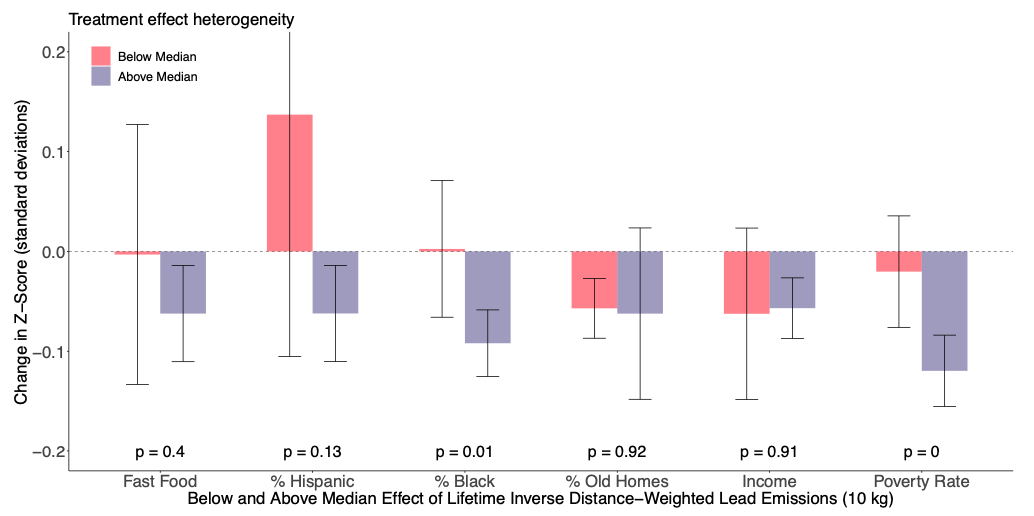 Treatment effect heterogeneity
Below Median
Above Median
Change in Z−Score (standard deviations)
0.2
0.1
0.0
−0.1
−0.2
p = 0.4 p = 0.13 p = 0.01 p = 0.92 p = 0.91 p = 0
Fast Food % Hispanic % Black % Old Homes Income Poverty Rate
Below and Above Median Effect of Lifetime Inverse Distance−Weighted Lead Emissions (10 kg)